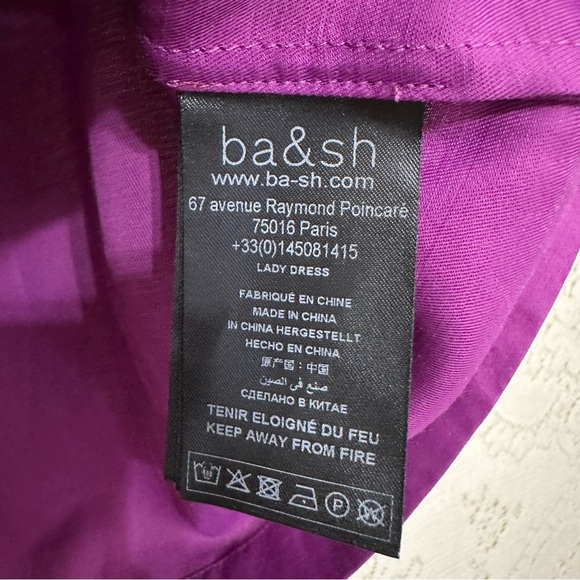 ba&sh
www.ba-sh.com
67 avenue Raymond Poincaré
75016 Paris
+33(0)145081415
LADY DRESS
FABRIQUÉ EN CHINE
MADE IN CHINA
IN CHINA HERGESTELLT
HECHO EN CHINA
原产国：中国
صنع في الصين
СДЕЛАНО В КИТАЕ
TENIR ELOIGNÉ DU FEU
KEEP AWAY FROM FIRE
P